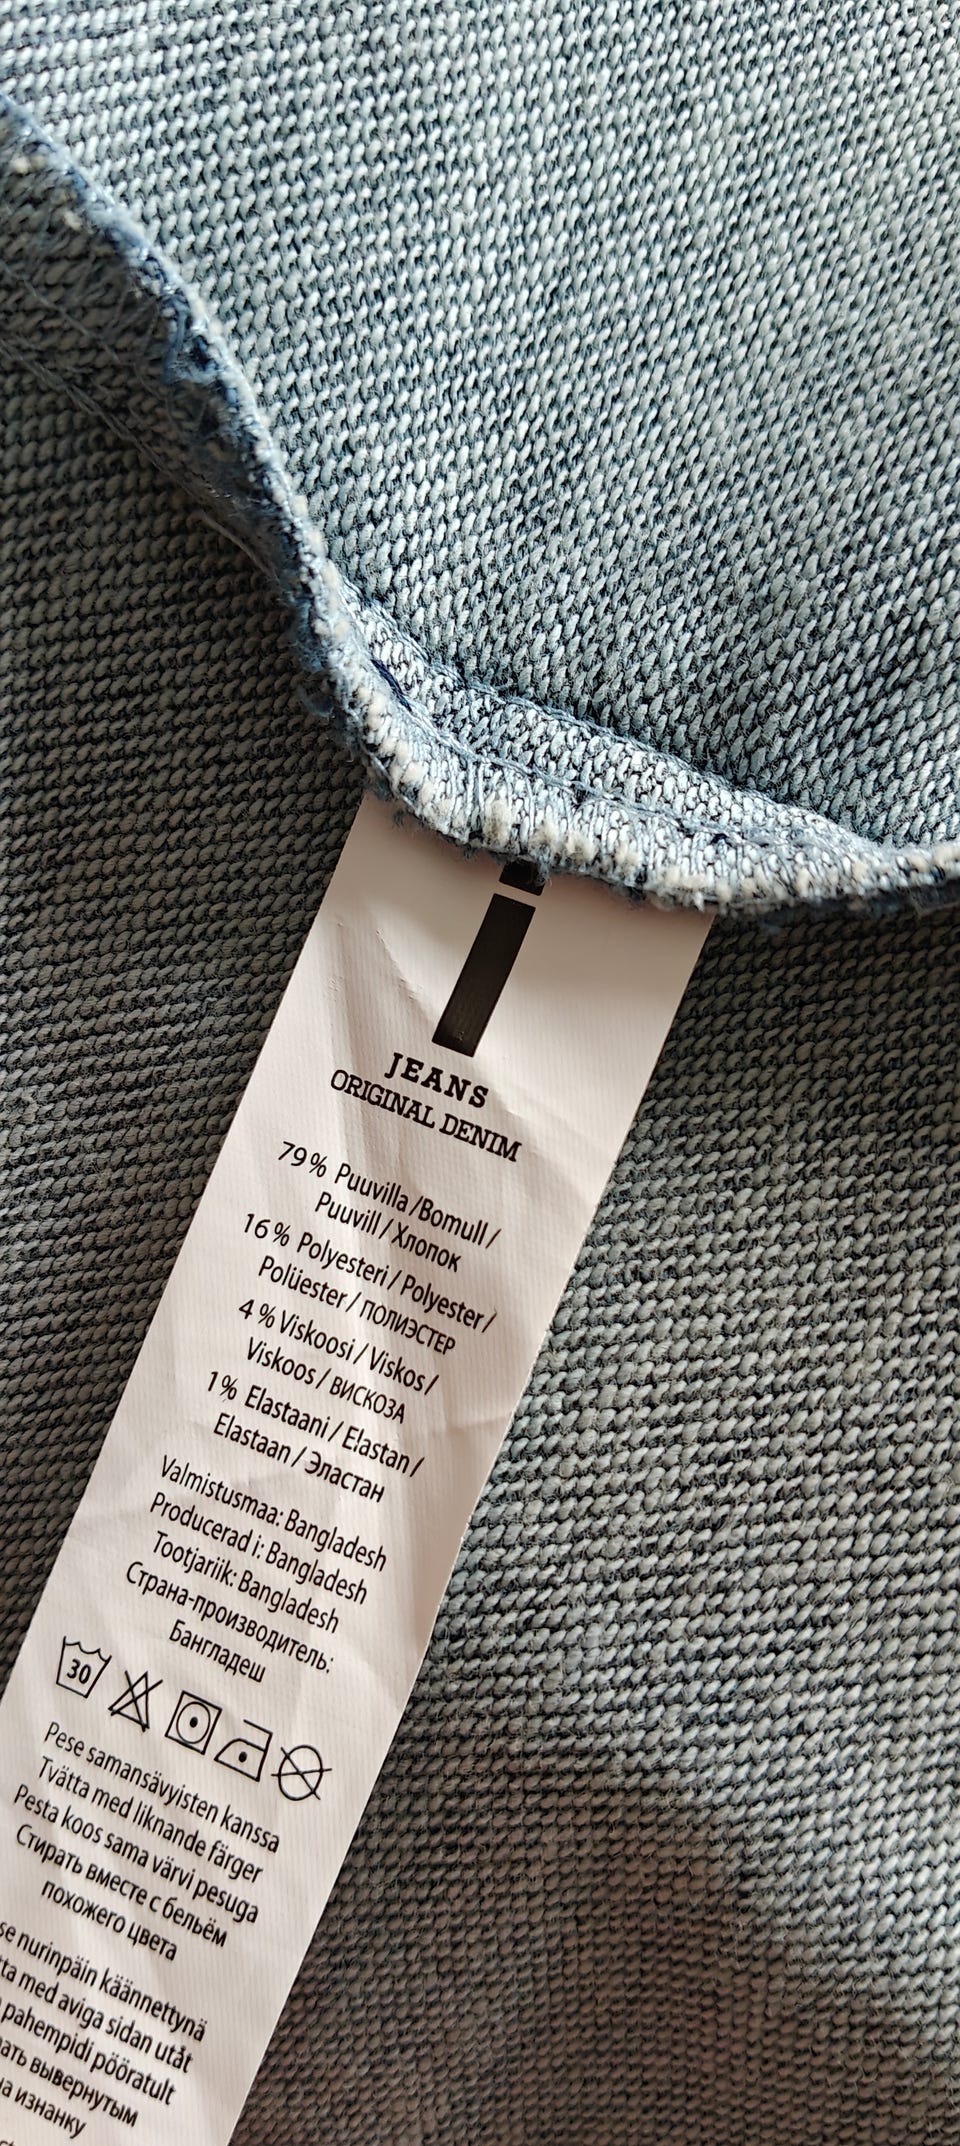 JEANS
ORIGINAL DENIM
79% Puuvilla /Bomull /
Puuvill / Хлопок
16% Polyesteri / Polyester /
Polüester / ПОЛИЭСТЕР
4 % Viskoosi / Viskos /
Viskoos / ВИСКОЗА
1% Elastaani / Elastan /
Elastaan / Эластан
Valmistusmaa: Bangladesh
Producerad i: Bangladesh
Tootjariik: Bangladesh
Страна-производитель:
Бангладеш
30
Pese samansävyisten kanssa
Tvätta med liknande färger
Pesta koos sama värvi pesuga
Стирать вместе с бельём
похожего цвета
nurinpäin käännettynä
med aviga sidan utåt
pahempidi pööratult
вывернутым
изнанку